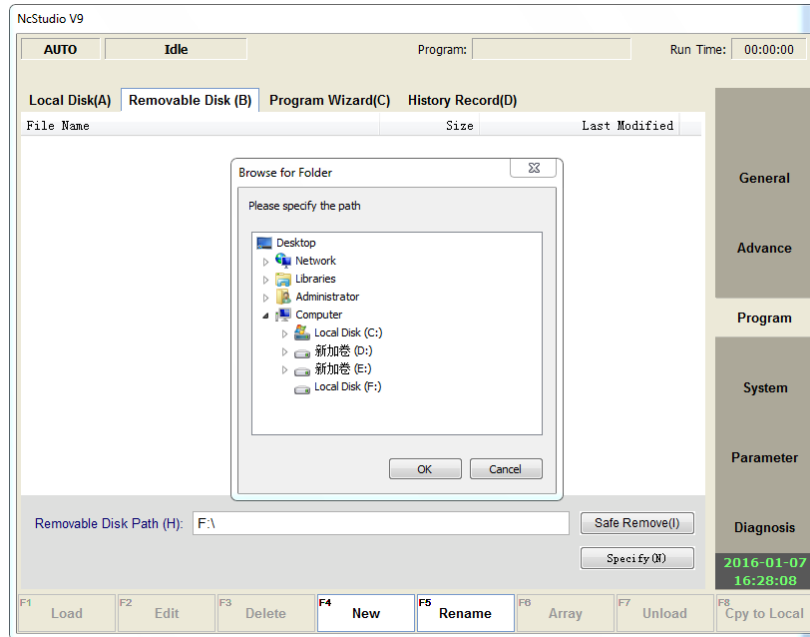 NcStudio V9
AUTO Idle Program: Run Time: 00:00:00
Local Disk(A) Removable Disk (B) Program Wizard(C) History Record(D)
File Name Size Last Modified
Browse for Folder
Please specify the path
Desktop
Network
Libraries
Administrator
Computer
Local Disk (C:)
新加卷 (D:)
新加卷 (E:)
Local Disk (F:)
OK Cancel
Removable Disk Path (H): F:\ Safe Remove(I)
Specify(N)
General
Advance
Program
System
Parameter
Diagnosis
2016-01-07
16:28:08
F1 Load F2 Edit F3 Delete F4 New F5 Rename F6 Array F7 Unload F8 Cpy to Local